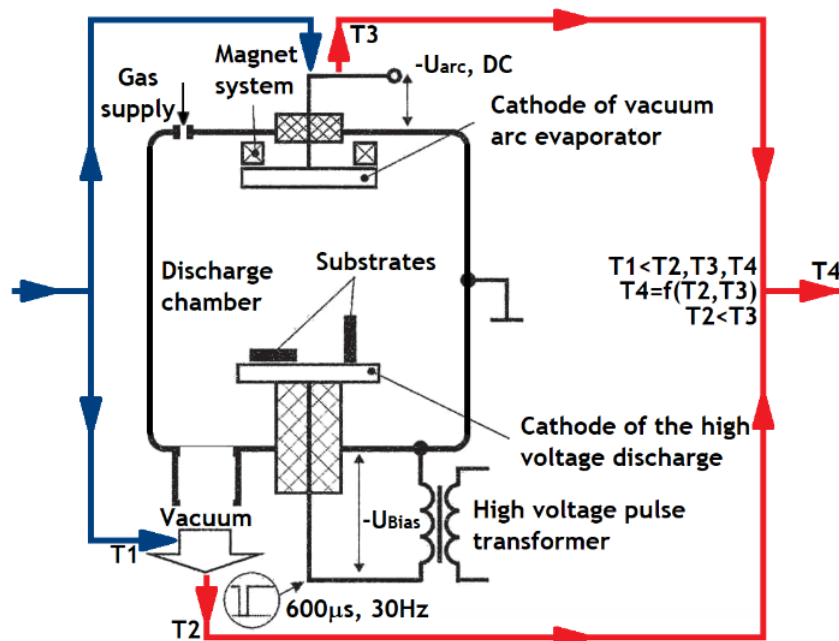 T3
-Uarc, DC
Magnet
system
Gas
supply
Cathode of vacuum
arc evaporator
Discharge
chamber
Substrates
T1<T2,T3,T4
T4=f(T2,T3)
T2<T3
T4
Cathode of the high
voltage discharge
Vacuum
T1
-UBias
High voltage pulse
transformer
600μs, 30Hz
T2